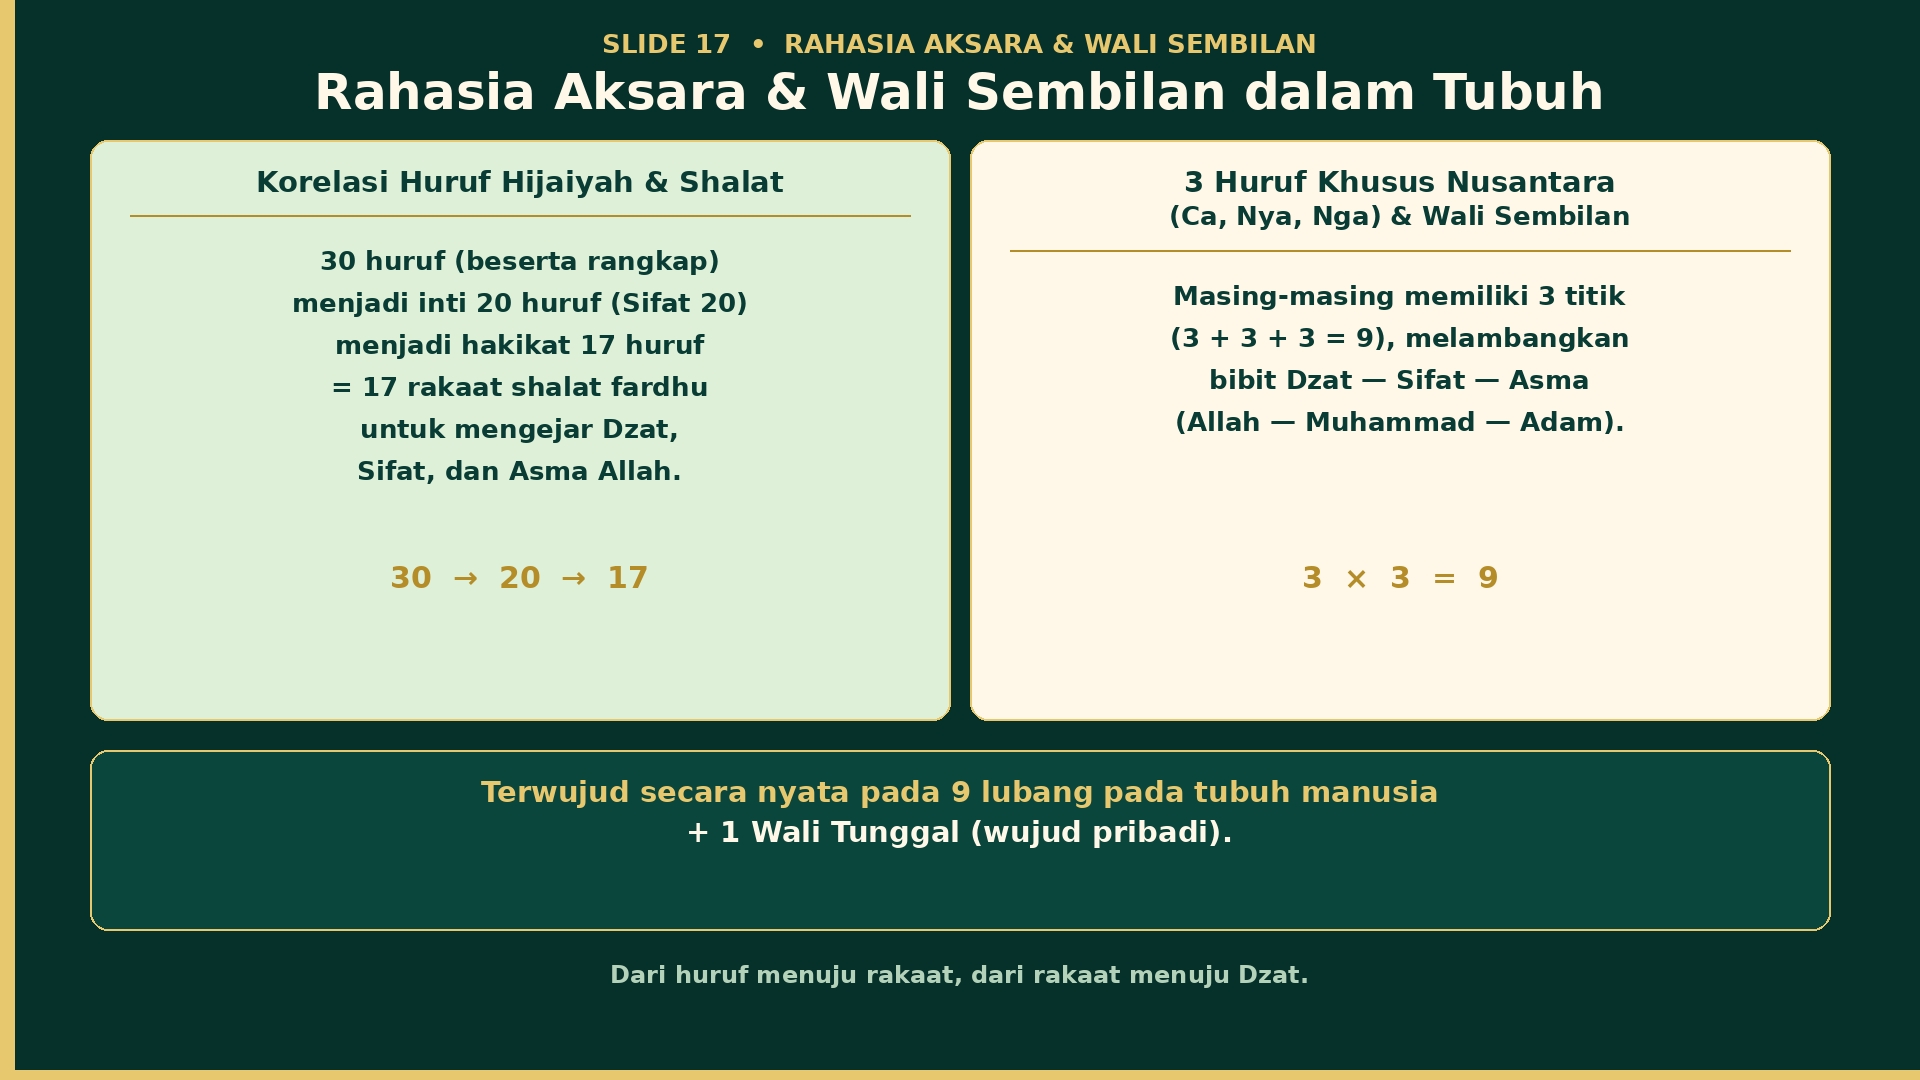 SLIDE 17 • RAHASIA AKSARA & WALI SEMBILAN
Rahasia Aksara & Wali Sembilan dalam Tubuh
Korelasi Huruf Hijaiyah & Shalat
30 huruf (beserta rangkap)
menjadi inti 20 huruf (Sifat 20)
menjadi hakikat 17 huruf
= 17 rakaat shalat fardhu
untuk mengejar Dzat,
Sifat, dan Asma Allah.
30 → 20 → 17
3 Huruf Khusus Nusantara
(Ca, Nya, Nga) & Wali Sembilan
Masing-masing memiliki 3 titik
(3 + 3 + 3 = 9), melambangkan
bibit Dzat — Sifat — Asma
(Allah — Muhammad — Adam).
3 × 3 = 9
Terwujud secara nyata pada 9 lubang pada tubuh manusia
+ 1 Wali Tunggal (wujud pribadi).
Dari huruf menuju rakaat, dari rakaat menuju Dzat.